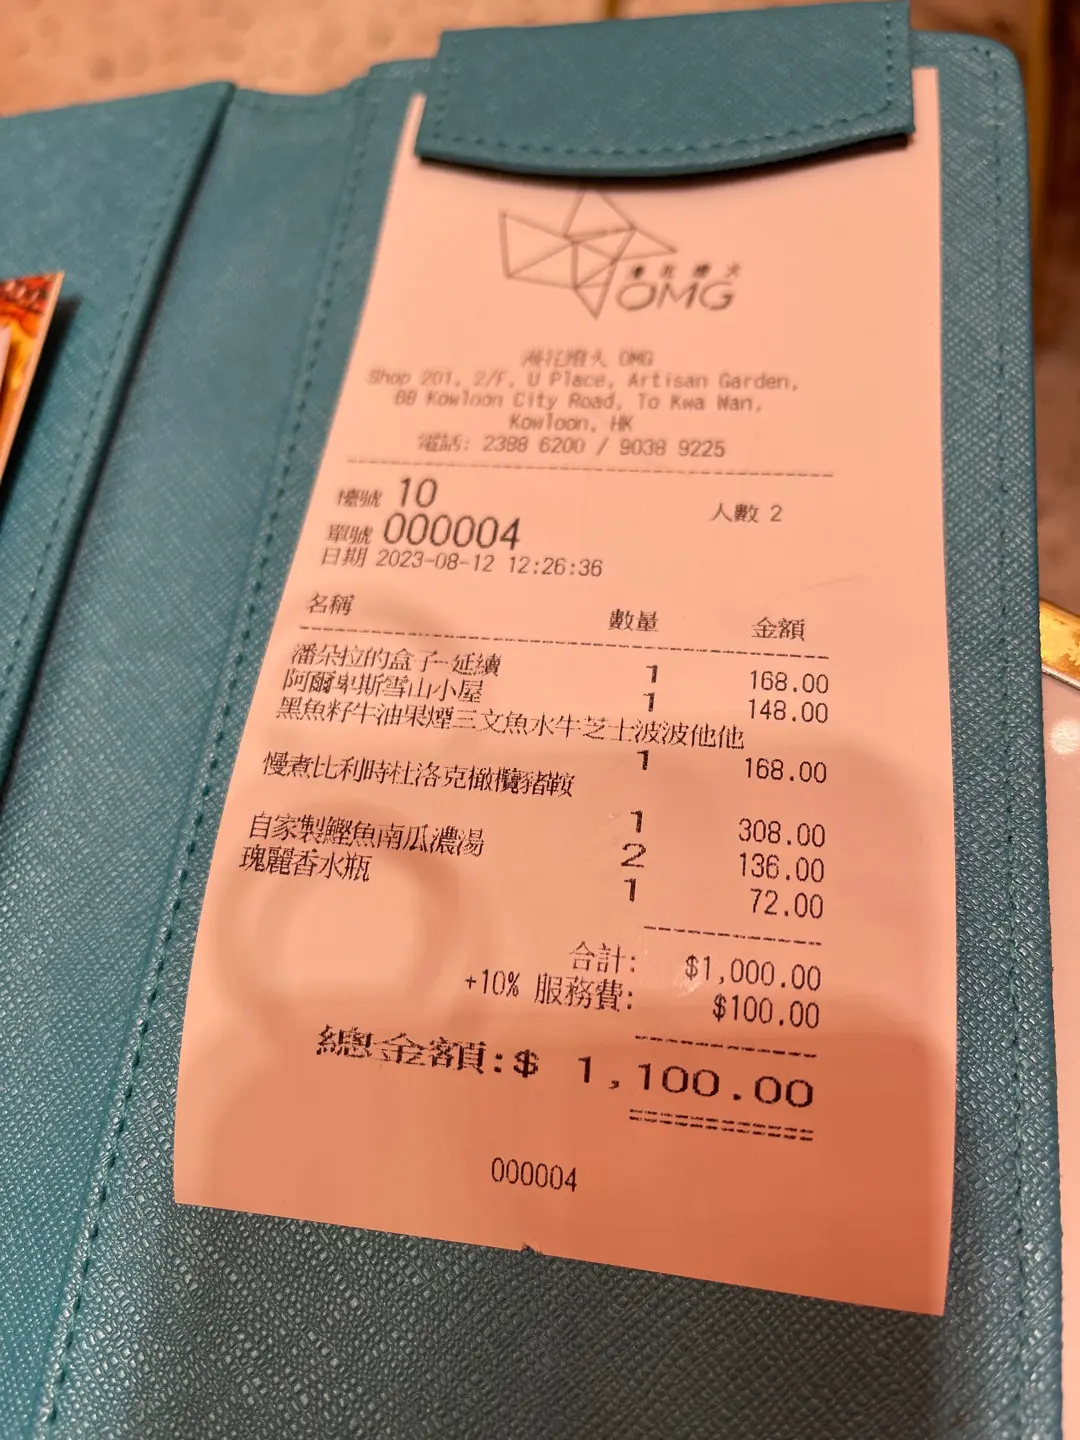 OMG
OMG
Shop 201, 2/F, U Place, Artisan Garden,
68 Kowloon City Road, To Kwa Wan,
Kowloon, HK
電話: 2388 6200 / 9038 9225
檯號 10 人數 2
單號 000004
日期 2023-08-12 12:26:36
名稱 數量 金額
潘朵拉的盒子-延續 1 168.00
阿爾卑斯雪山小屋 1 148.00
黑魚籽牛油果煙三文魚水牛芝士波波他他
1 168.00
慢煮比利時杜洛克橄欖豬鞍
1 308.00
自家製鰹魚南瓜濃湯 2 136.00
瑰麗香水瓶 1 72.00
合計: $1,000.00
+10% 服務費: $100.00
總金額:$ 1,100.00
000004